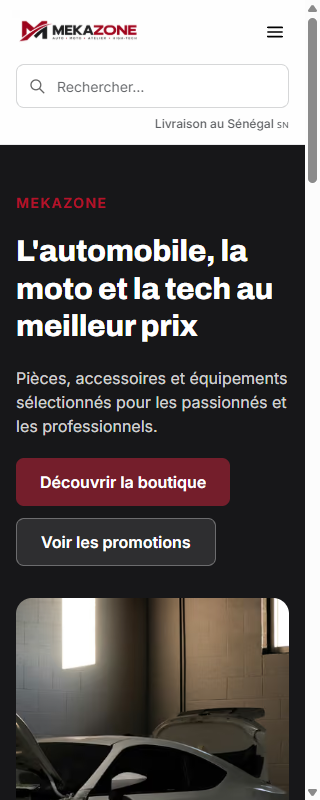 MEKAZONE
AUTO • MOTO • ATELIER • HIGH-TECH
Rechercher...
Livraison au Sénégal SN
MEKAZONE
L'automobile, la
moto et la tech au
meilleur prix
Pièces, accessoires et équipements
sélectionnés pour les passionnés et
les professionnels.
Découvrir la boutique
Voir les promotions